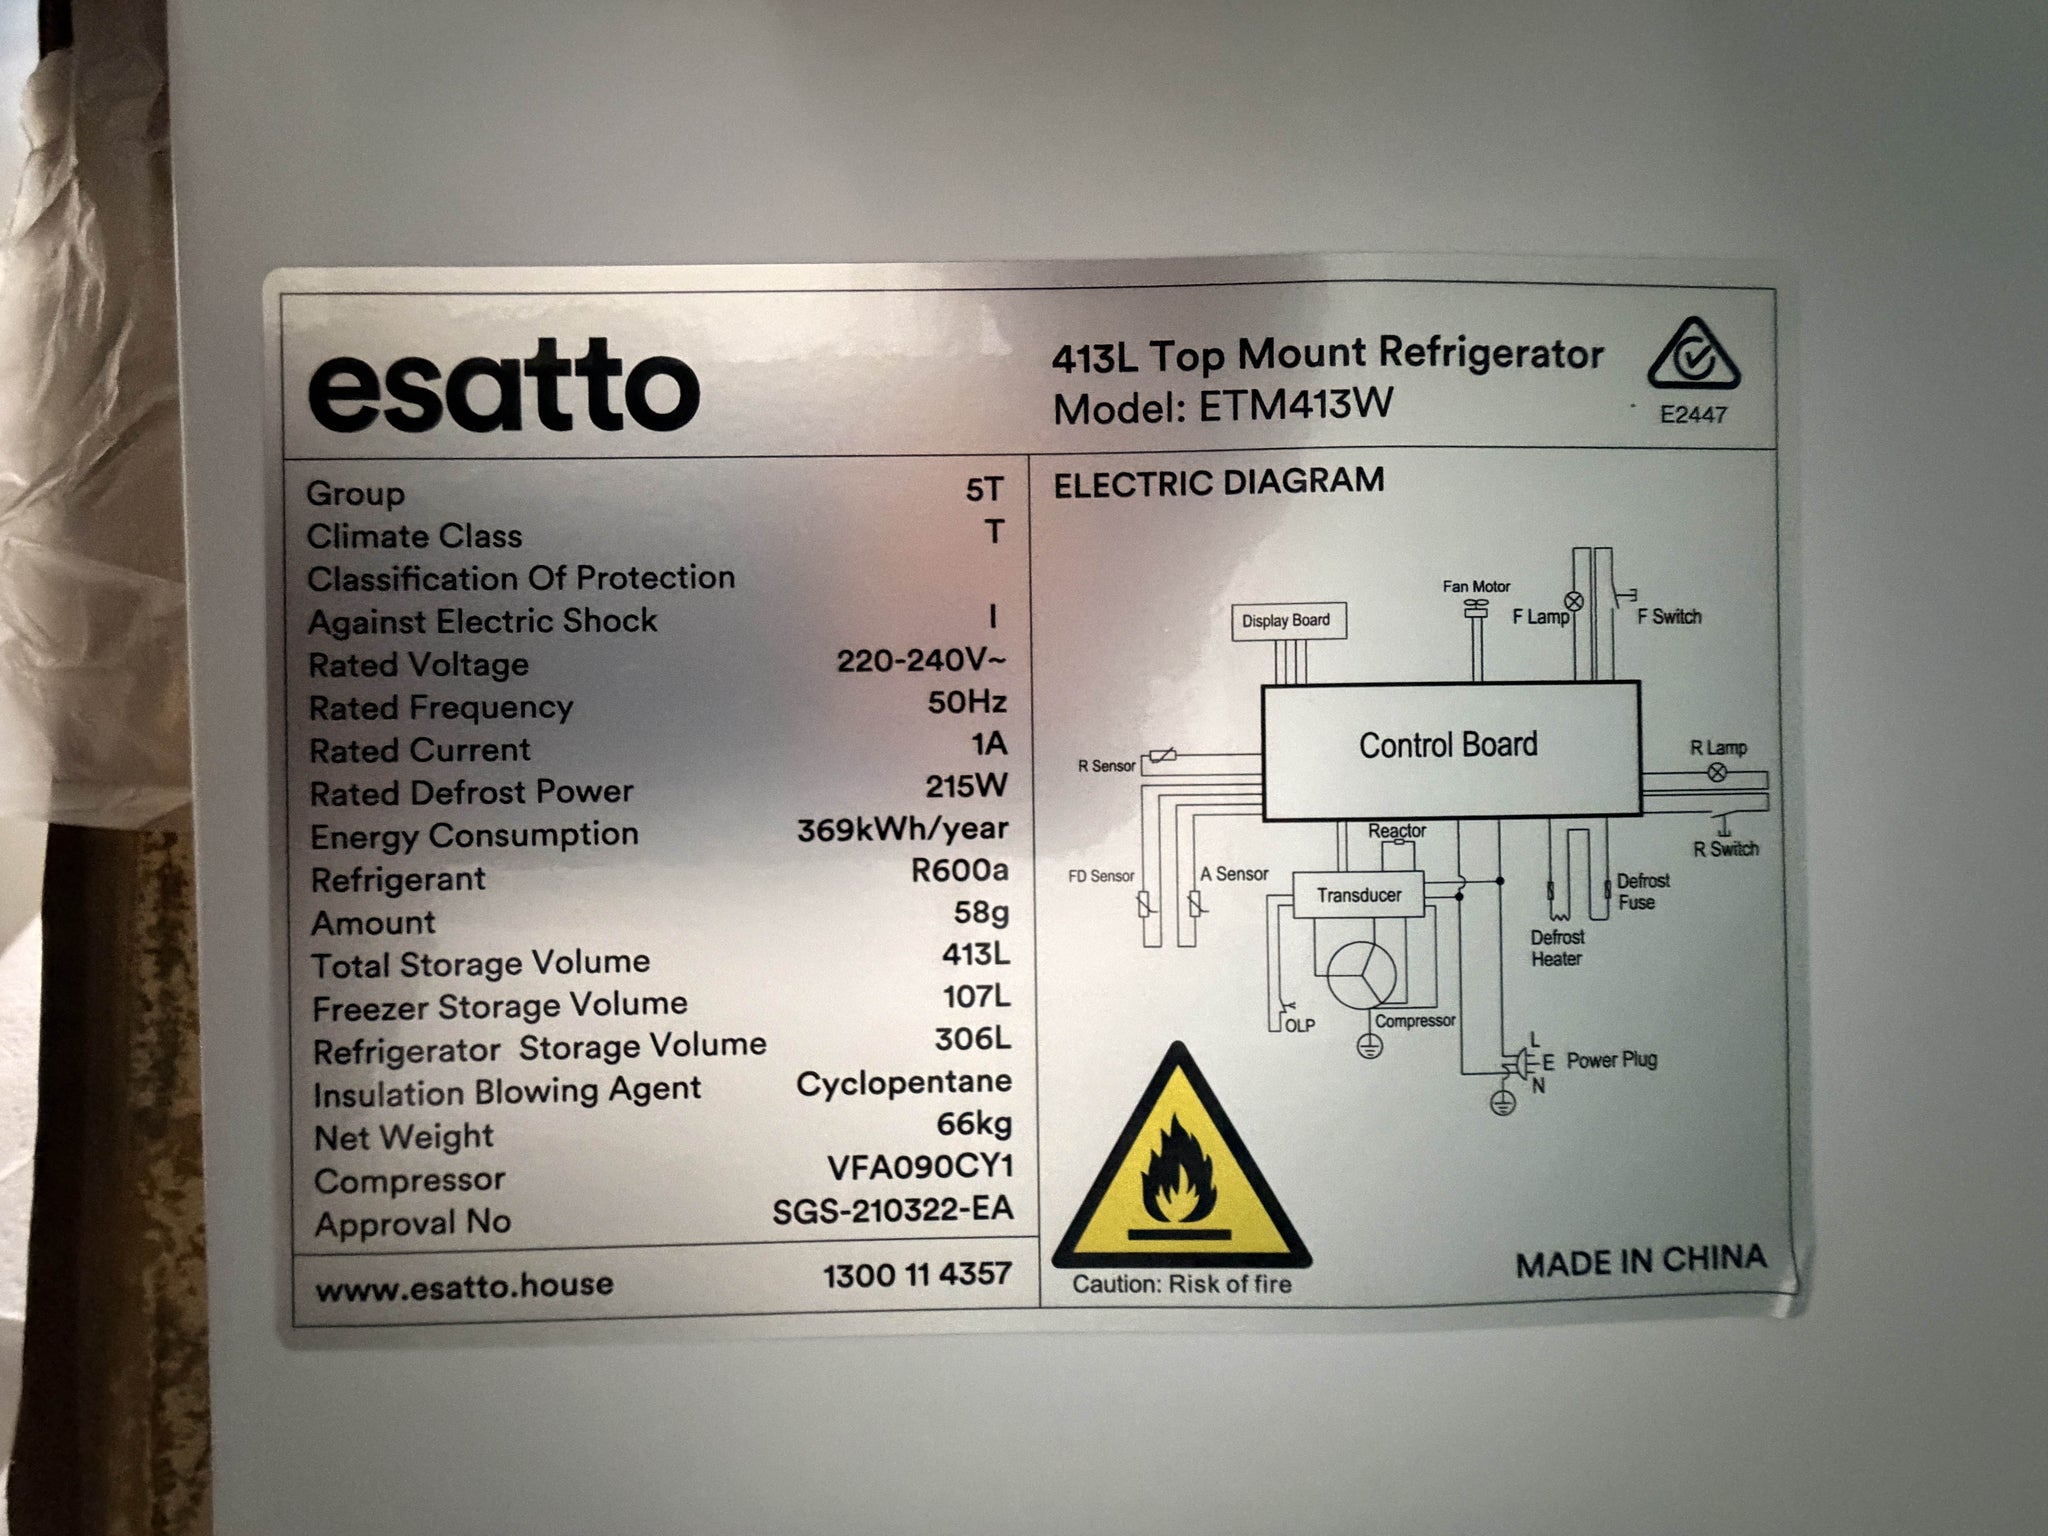 esatto
413L Top Mount Refrigerator
Model: ETM413W
E2447
Group 5T
Climate Class T
Classification Of Protection
Against Electric Shock I
Rated Voltage 220-240V~
Rated Frequency 50Hz
Rated Current 1A
Rated Defrost Power 215W
Energy Consumption 369kWh/year
Refrigerant R600a
Amount 58g
Total Storage Volume 413L
Freezer Storage Volume 107L
Refrigerator Storage Volume 306L
Insulation Blowing Agent Cyclopentane
Net Weight 66kg
Compressor VFA090CY1
Approval No SGS-210322-EA
www.esatto.house 1300 11 4357
ELECTRIC DIAGRAM
Fan Motor
Display Board
F Lamp
F Switch
Control Board
R Sensor
R Lamp
R Switch
Reactor
FD Sensor
A Sensor
Transducer
Defrost
Fuse
Defrost
Heater
OLP
Compressor
L
E
N
Power Plug
Caution: Risk of fire
MADE IN CHINA